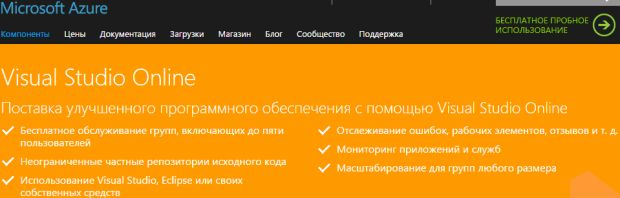 Microsoft Azure
БЕСПЛАТНОЕ ПРОБНОЕ
ИСПОЛЬЗОВАНИЕ
Компоненты Цены Документация Загрузки Магазин Блог Сообщество Поддержка
Visual Studio Online
Поставка улучшенного программного обеспечения с помощью Visual Studio Online
Бесплатное обслуживание групп, включающих до пяти
пользователей
Неограниченные частные репозитории исходного кода
Использование Visual Studio, Eclipse или своих
собственных средств
Отслеживание ошибок, рабочих элементов, отзывов и т. д.
Мониторинг приложений и служб
Масштабирование для групп любого размера